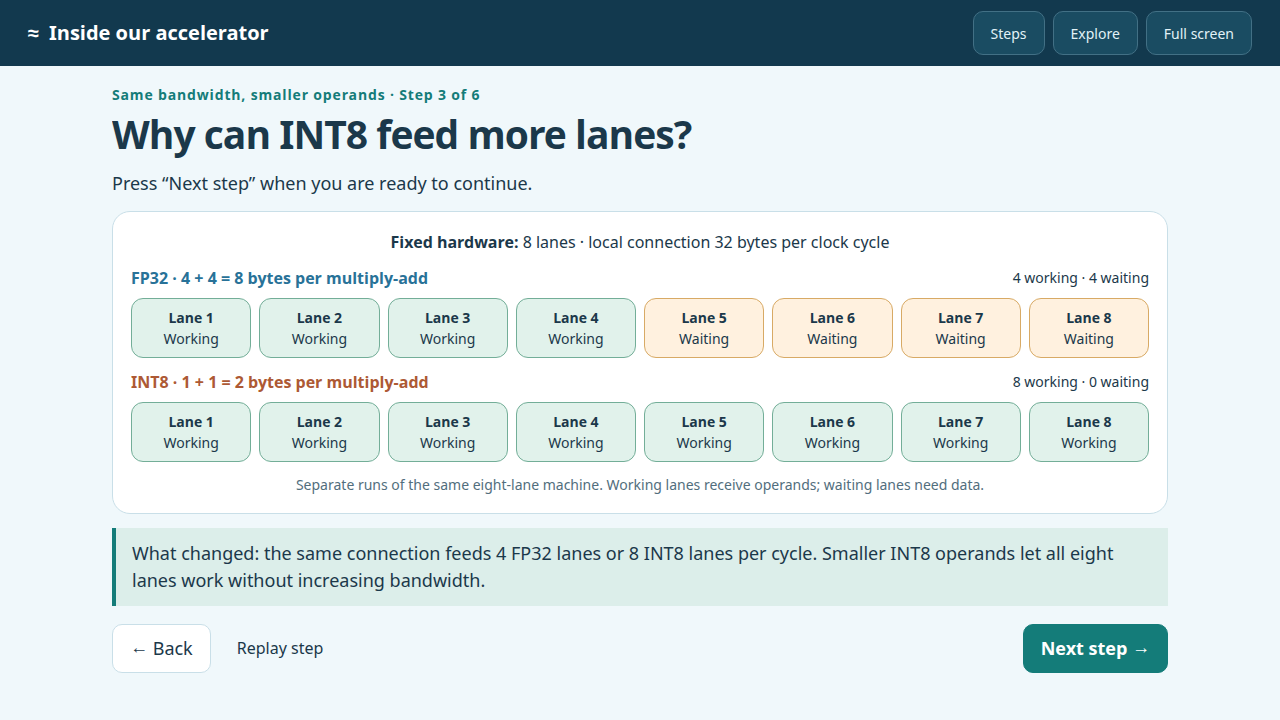 ≈ Inside our accelerator
Steps
Explore
Full screen
Same bandwidth, smaller operands · Step 3 of 6
Why can INT8 feed more lanes?
Press “Next step” when you are ready to continue.
Fixed hardware: 8 lanes · local connection 32 bytes per clock cycle
FP32 · 4 + 4 = 8 bytes per multiply-add
4 working · 4 waiting
Lane 1
Working
Lane 2
Working
Lane 3
Working
Lane 4
Working
Lane 5
Waiting
Lane 6
Waiting
Lane 7
Waiting
Lane 8
Waiting
INT8 · 1 + 1 = 2 bytes per multiply-add
8 working · 0 waiting
Lane 1
Working
Lane 2
Working
Lane 3
Working
Lane 4
Working
Lane 5
Working
Lane 6
Working
Lane 7
Working
Lane 8
Working
Separate runs of the same eight-lane machine. Working lanes receive operands; waiting lanes need data.
What changed: the same connection feeds 4 FP32 lanes or 8 INT8 lanes per cycle. Smaller INT8 operands let all eight
lanes work without increasing bandwidth.
← Back
Replay step
Next step →